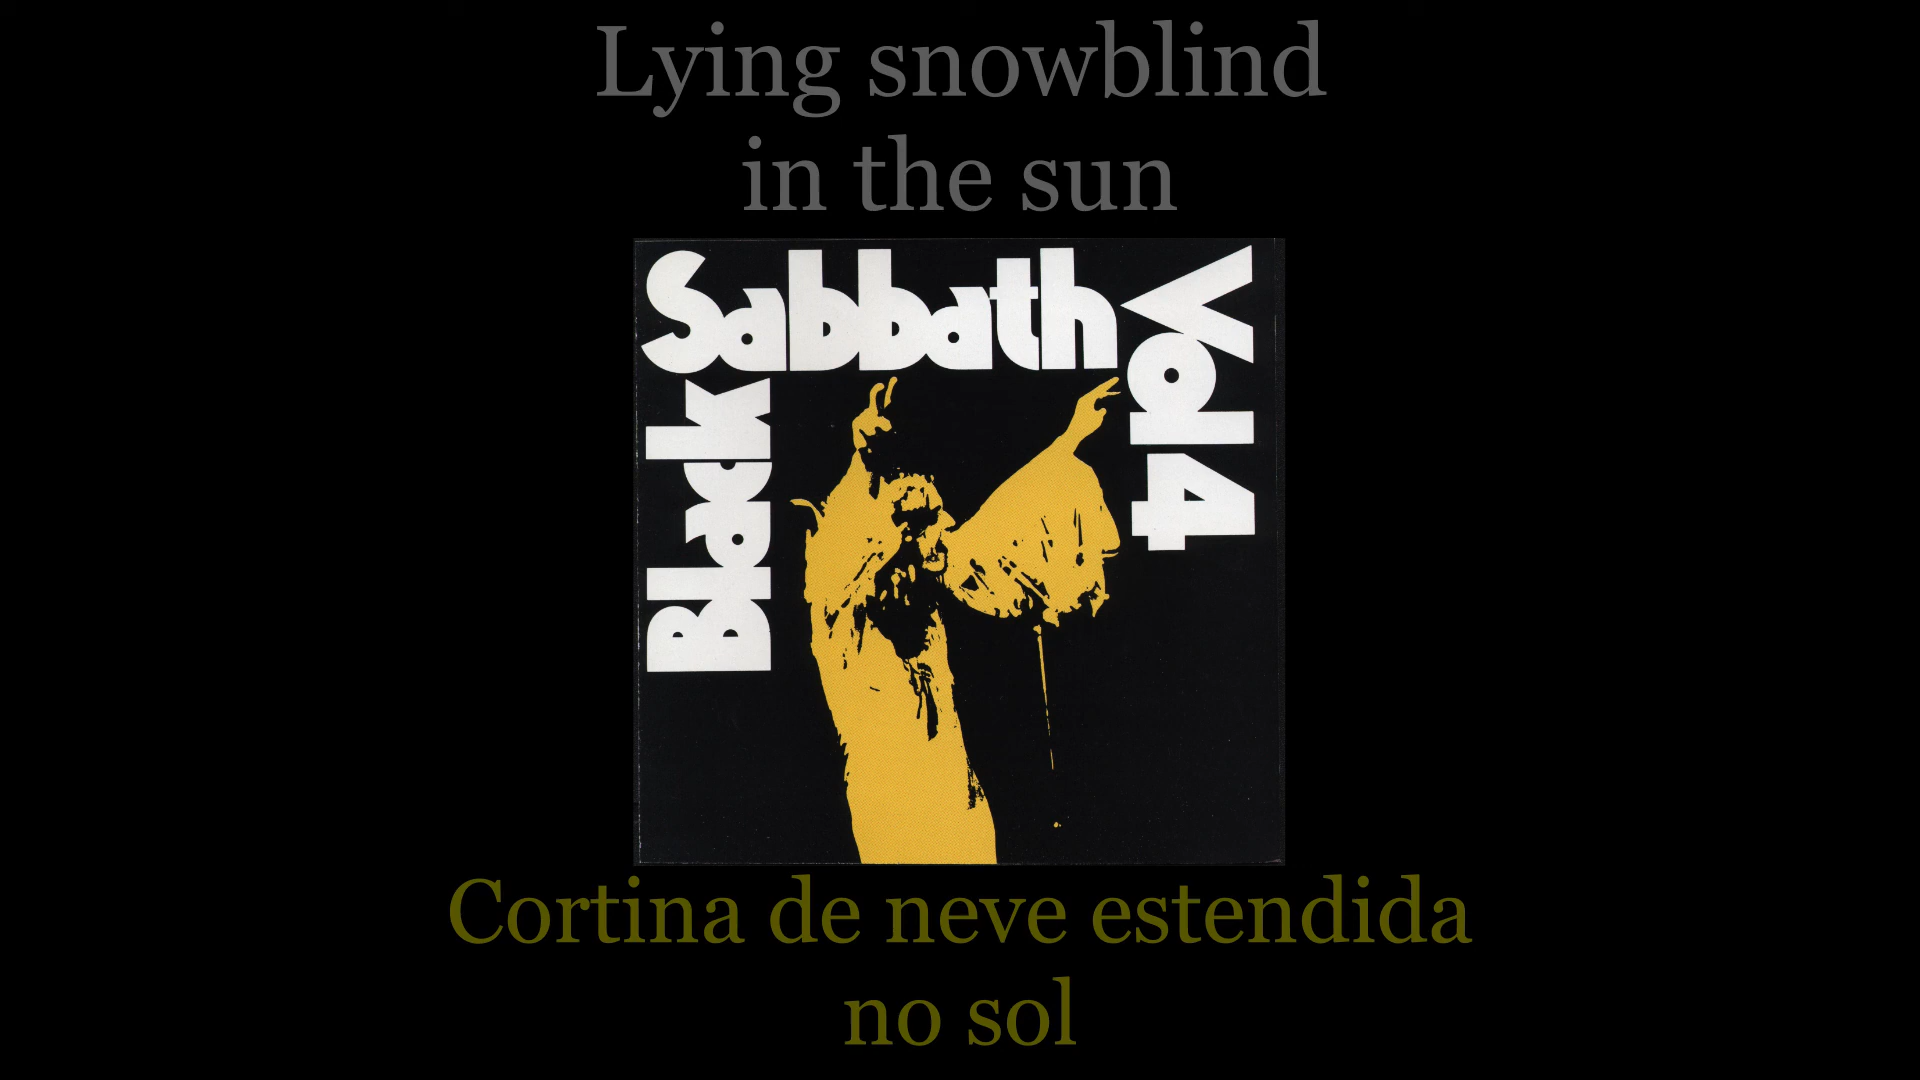 Lying snowblind
in the sun
Black
Sabbath
Vol 4
Cortina de neve estendida
no sol